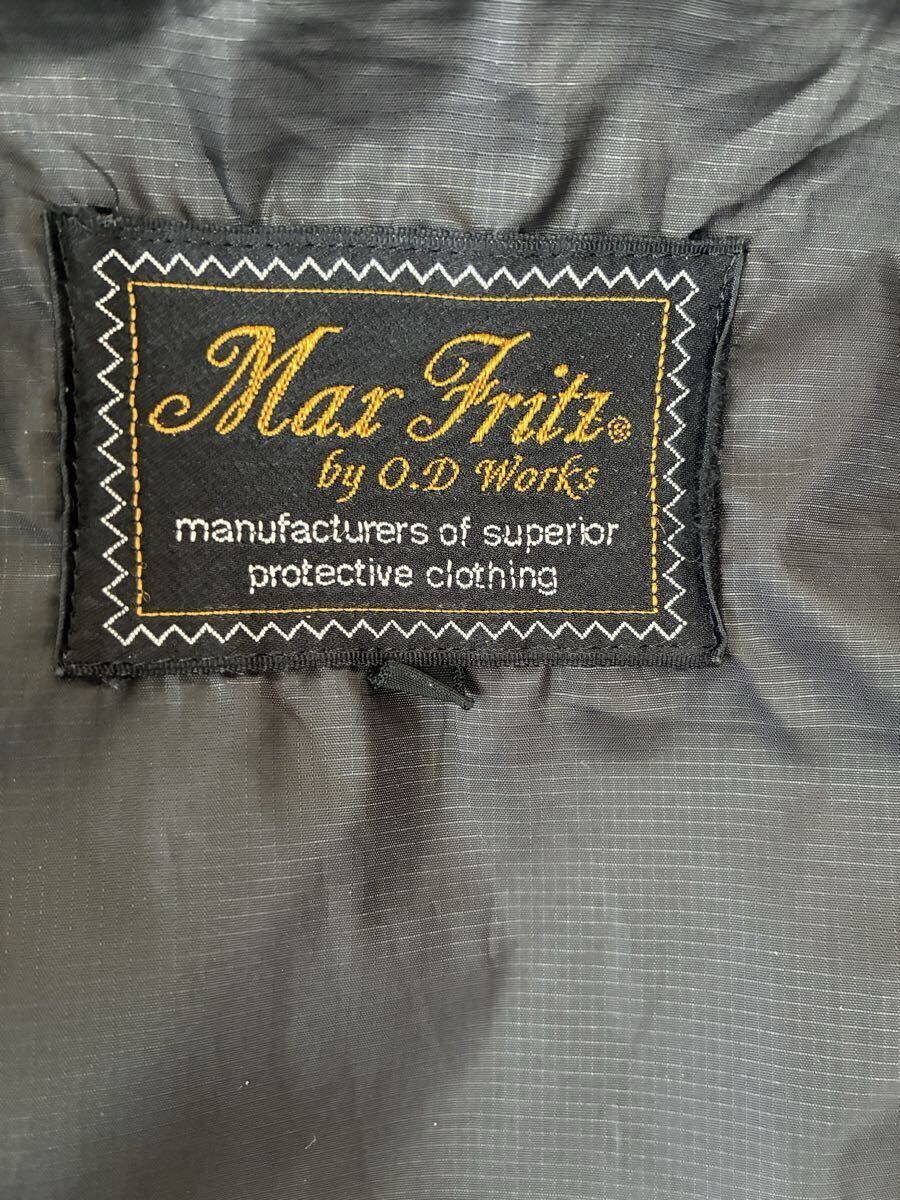 Max Fritz®
by O.D Works
manufacturers of superior
protective clothing